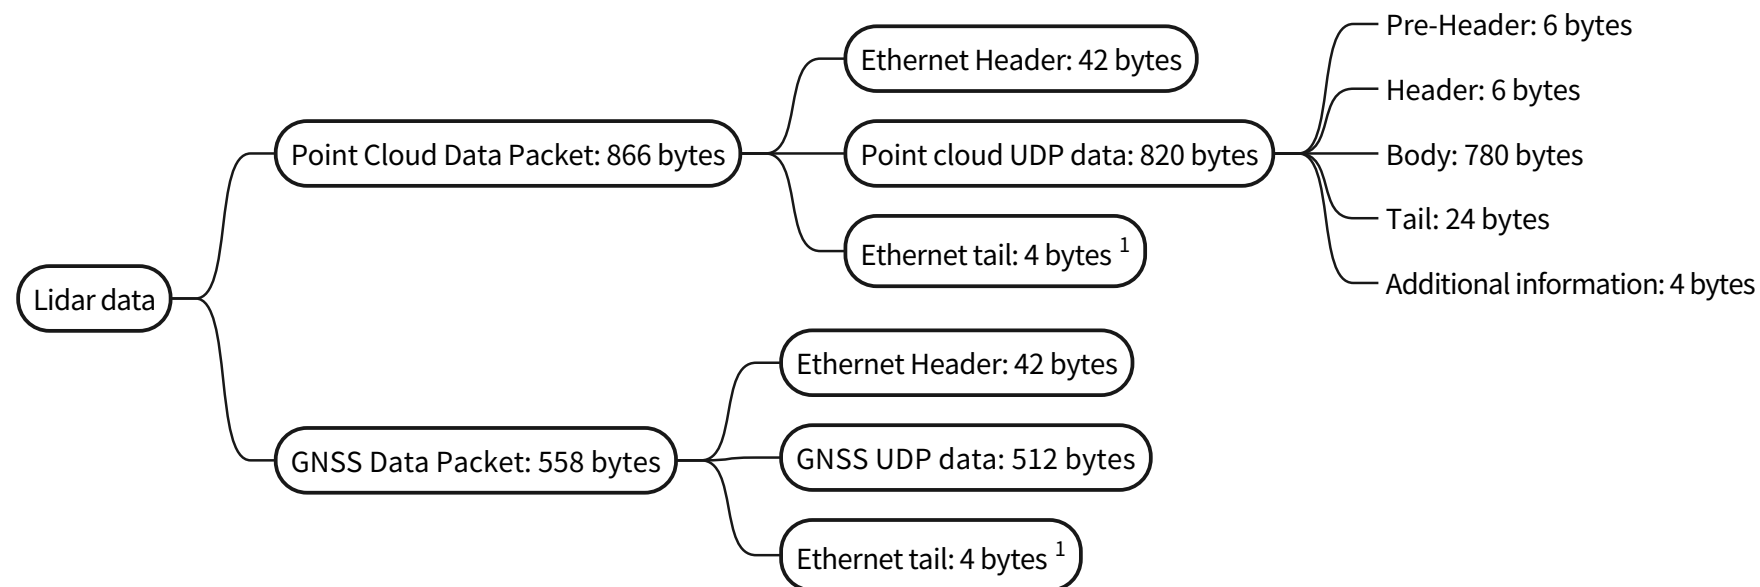 Lidar data
Point Cloud Data Packet: 866 bytes
Ethernet Header: 42 bytes
Point cloud UDP data: 820 bytes
Pre-Header: 6 bytes
Header: 6 bytes
Body: 780 bytes
Tail: 24 bytes
Additional information: 4 bytes
Ethernet tail: 4 bytes ¹
GNSS Data Packet: 558 bytes
Ethernet Header: 42 bytes
GNSS UDP data: 512 bytes
Ethernet tail: 4 bytes ¹